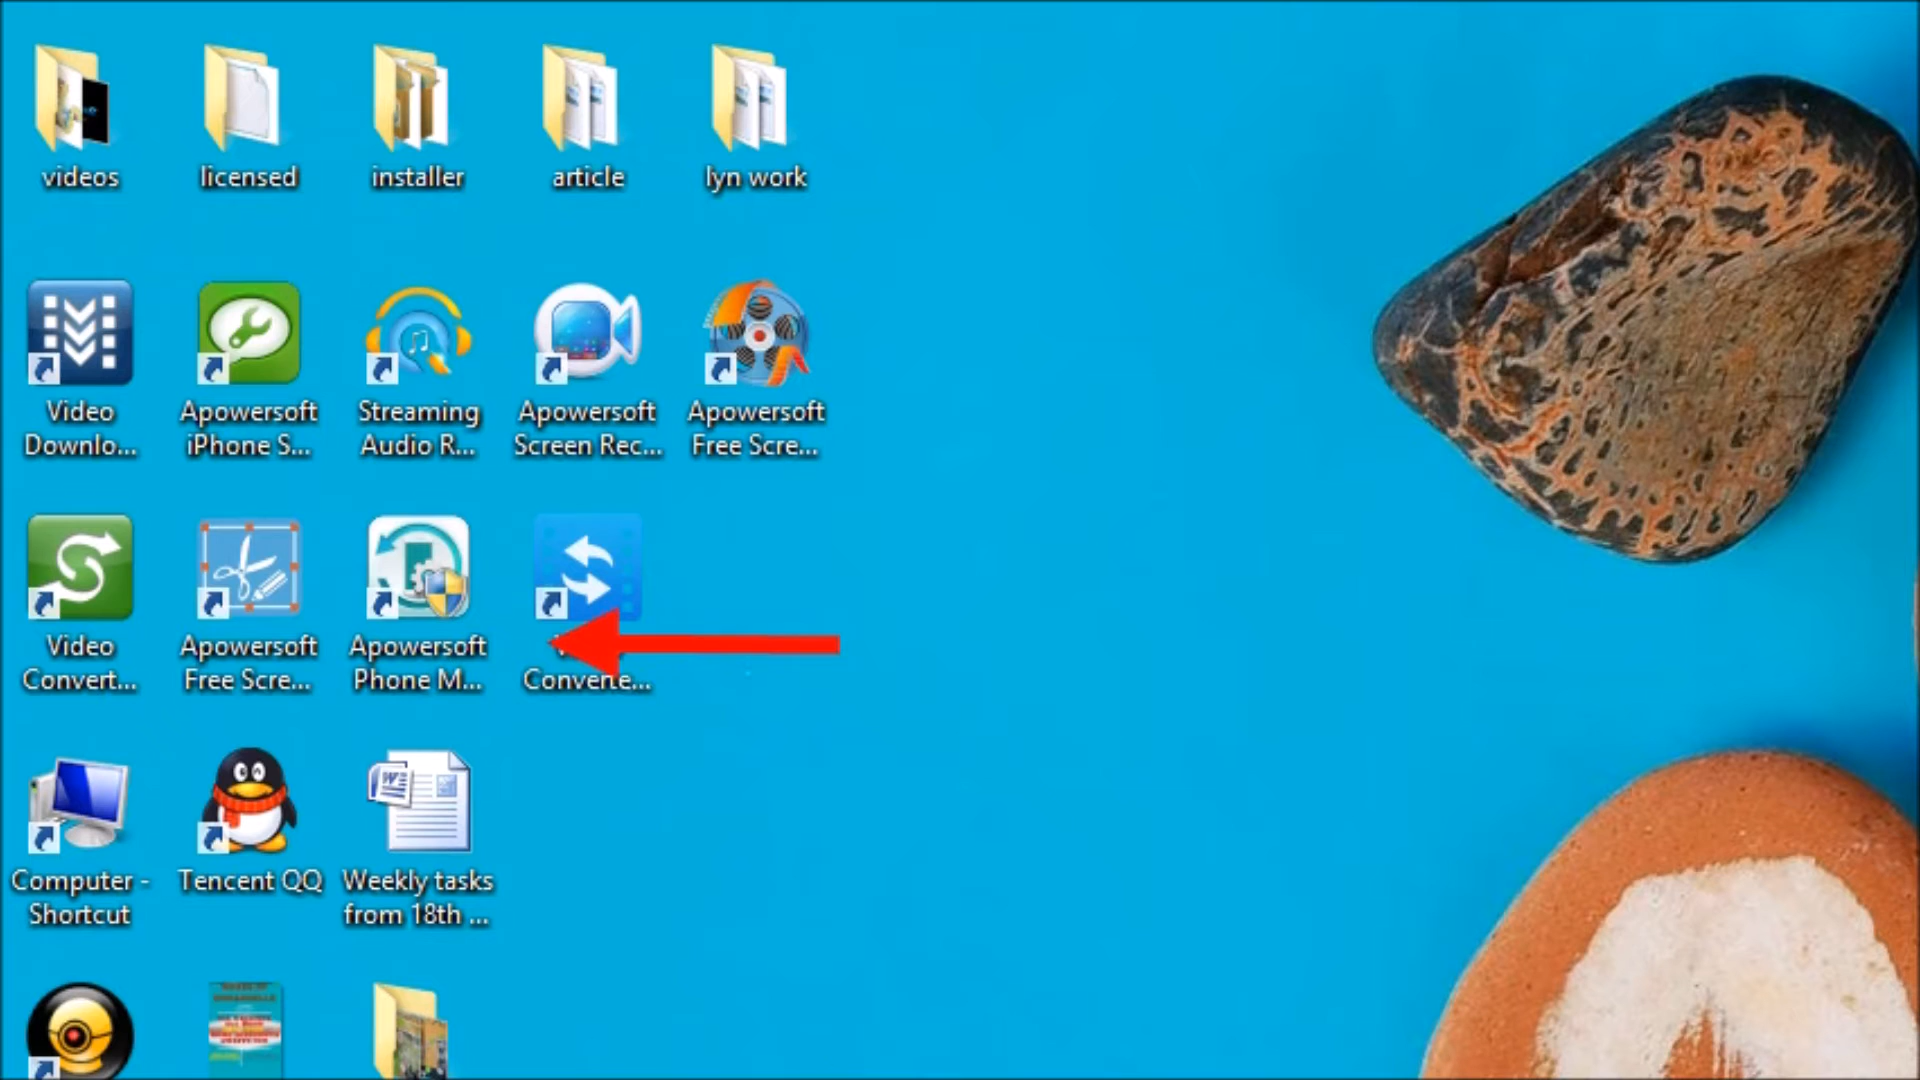 videos
licensed
installer
article
lyn work
Video
Downlo...
Apowersoft
iPhone S...
Streaming
Audio R...
Apowersoft
Screen Rec...
Apowersoft
Free Scre...
Video
Convert...
Apowersoft
Free Scre...
Apowersoft
Phone M...
Converte...
Computer -
Shortcut
Tencent QQ
Weekly tasks
from 18th ...